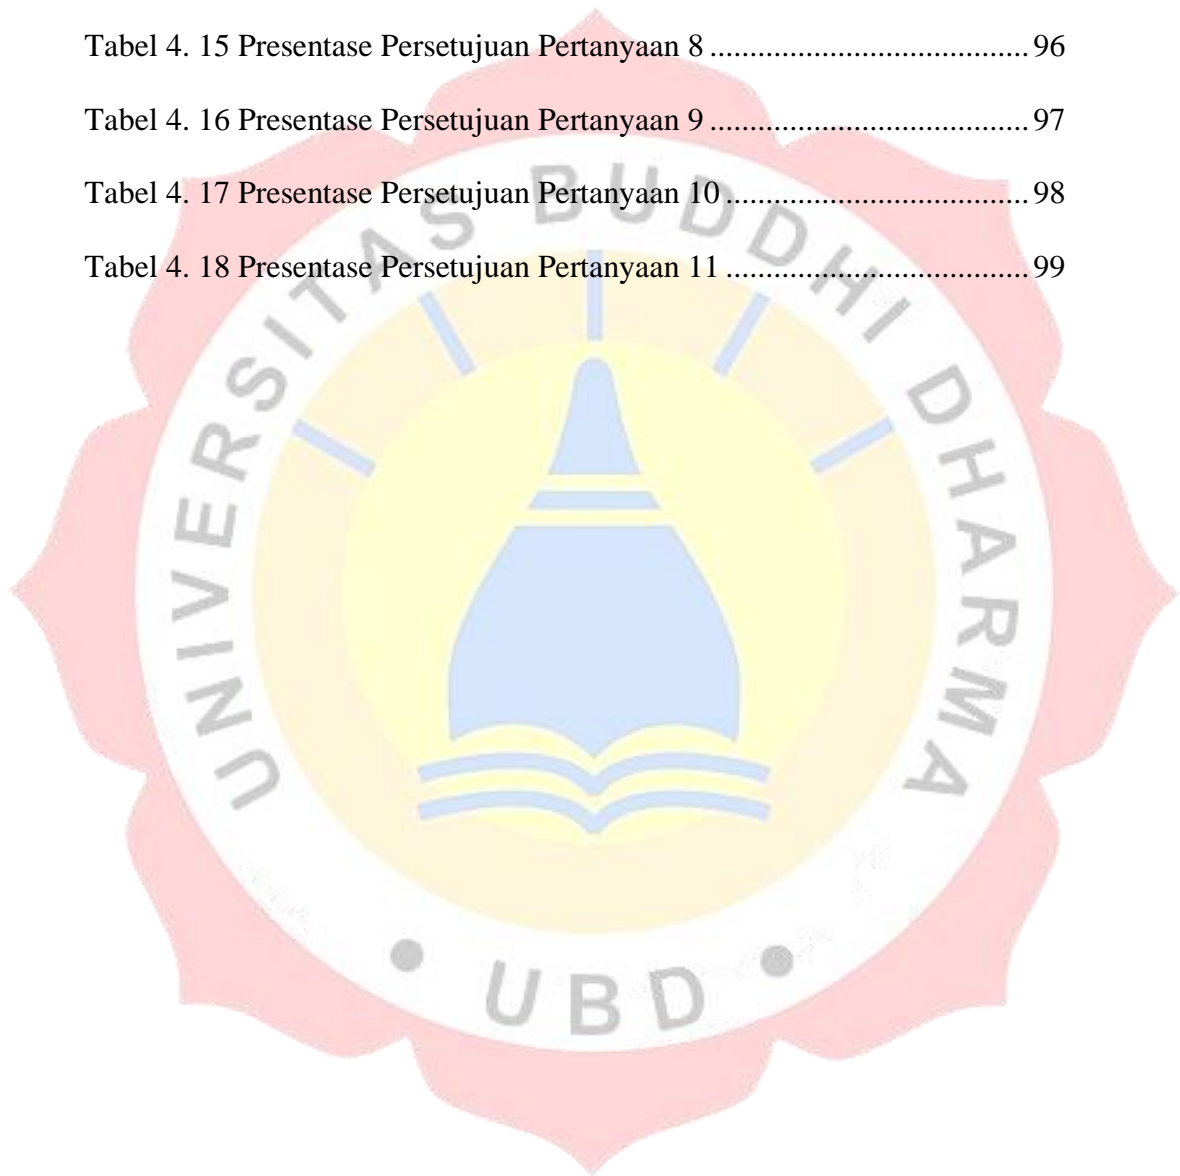 Tabel 4. 15 Presentase Persetujuan Pertanyaan 8 ........................................ 96
Tabel 4. 16 Presentase Persetujuan Pertanyaan 9 ........................................ 97
Tabel 4. 17 Presentase Persetujuan Pertanyaan 10 ...................................... 98
Tabel 4. 18 Presentase Persetujuan Pertanyaan 11 ...................................... 99
UNIVERSITAS BUDDHI DHARMA
• UBD •